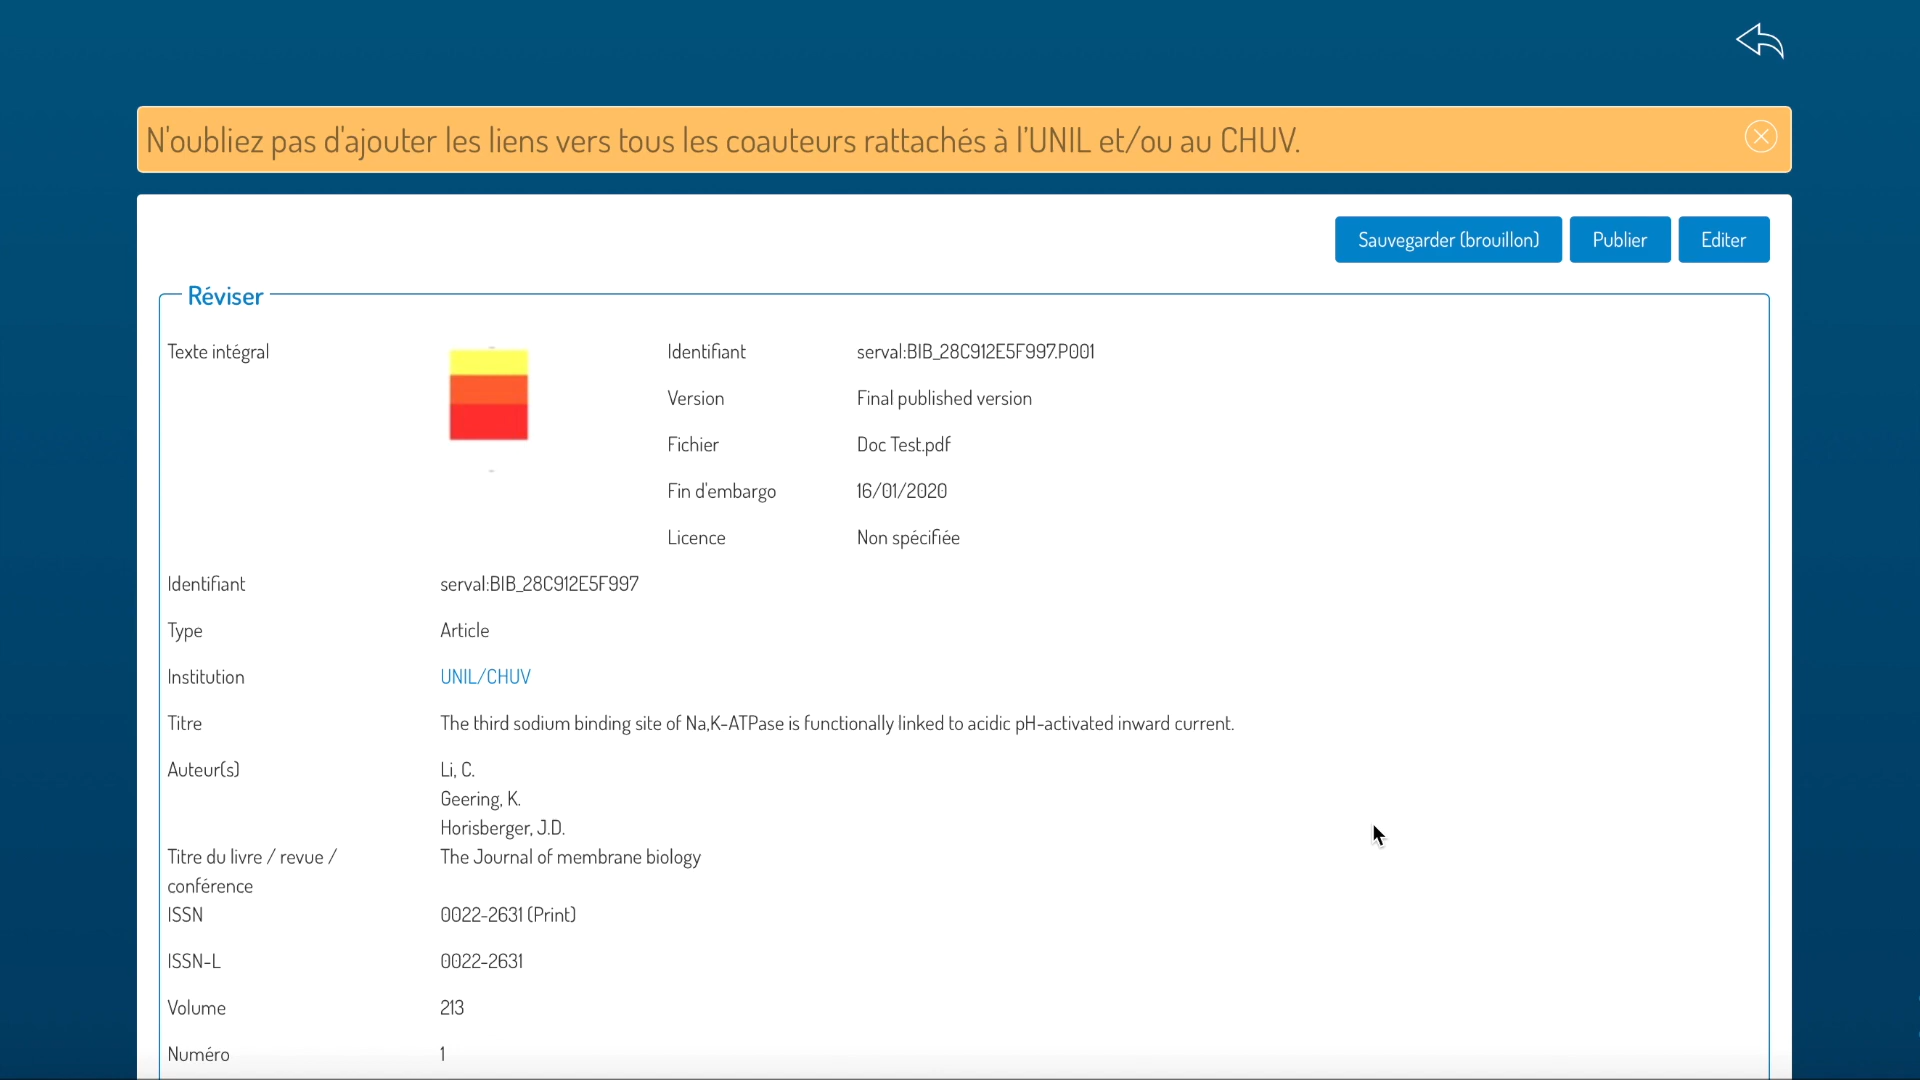 N'oubliez pas d'ajouter les liens vers tous les coauteurs rattachés à l'UNIL et/ou au CHUV.
Sauvegarder (brouillon)
Publier
Editer
Réviser
Texte intégral
Identifiant serval:BIB_28C912E5F997.P001
Version Final published version
Fichier Doc Test.pdf
Fin d'embargo 16/01/2020
Licence Non spécifiée
Identifiant serval:BIB_28C912E5F997
Type Article
Institution UNIL/CHUV
Titre The third sodium binding site of Na,K-ATPase is functionally linked to acidic pH-activated inward current.
Auteur(s) Li, C.
Geering, K.
Horisberger, J.D.
Titre du livre / revue / The Journal of membrane biology
conférence
ISSN 0022-2631 (Print)
ISSN-L 0022-2631
Volume 213
Numéro 1